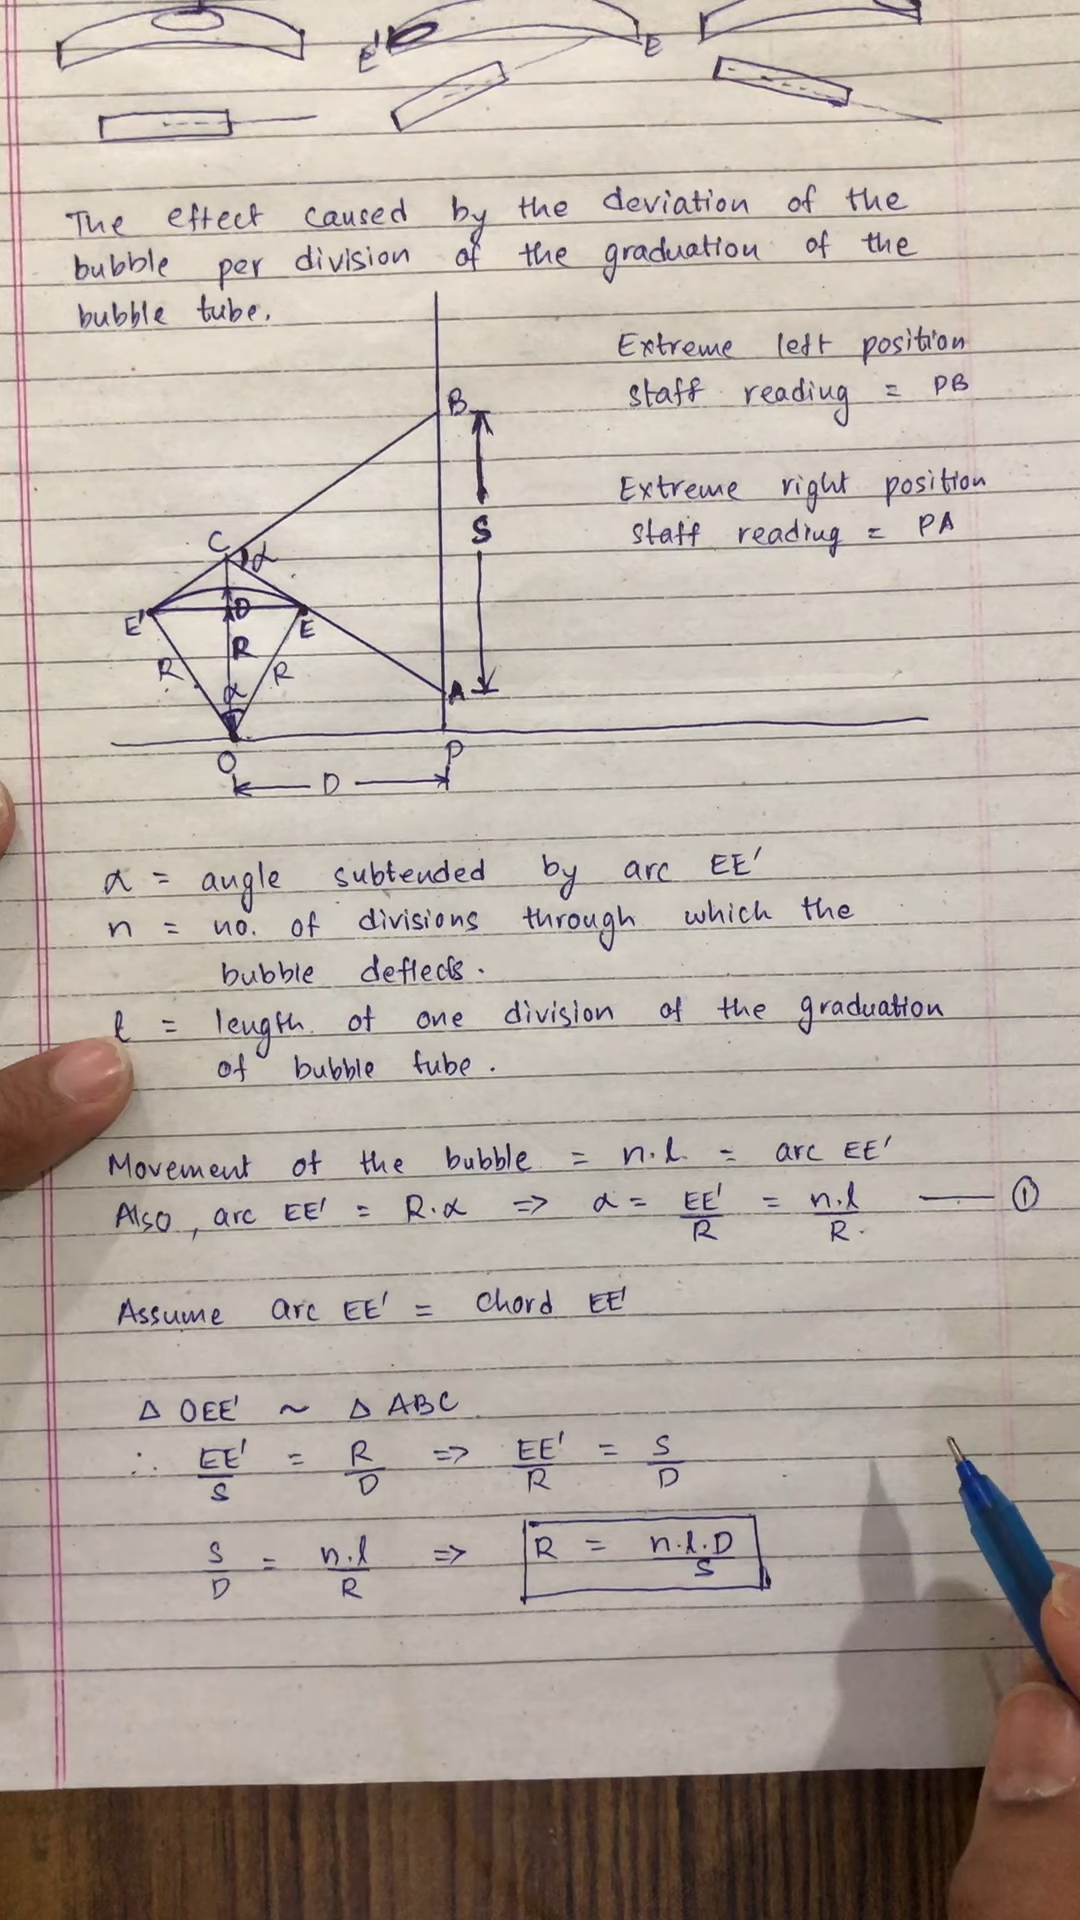 E' E
The effect caused by the deviation of the
bubble per division of the graduation of the
bubble tube.
Extreme left position
staff reading = PB
Extreme right position
staff reading = PA
B
S
C α
E' D E
R R R
α
A
O P
D
α = angle subtended by arc EE'
n = no. of divisions through which the
bubble deflects.
l = length of one division of the graduation
of bubble tube.
Movement of the bubble = n.l. = arc EE'
Also, arc EE' = R.α => α = EE'/R = n.l/R. — ①
Assume arc EE' = chord EE'
Δ OEE' ~ Δ ABC
∴ EE'/S = R/D => EE'/R = S/D
S/D = n.l/R => R = n.l.D/S